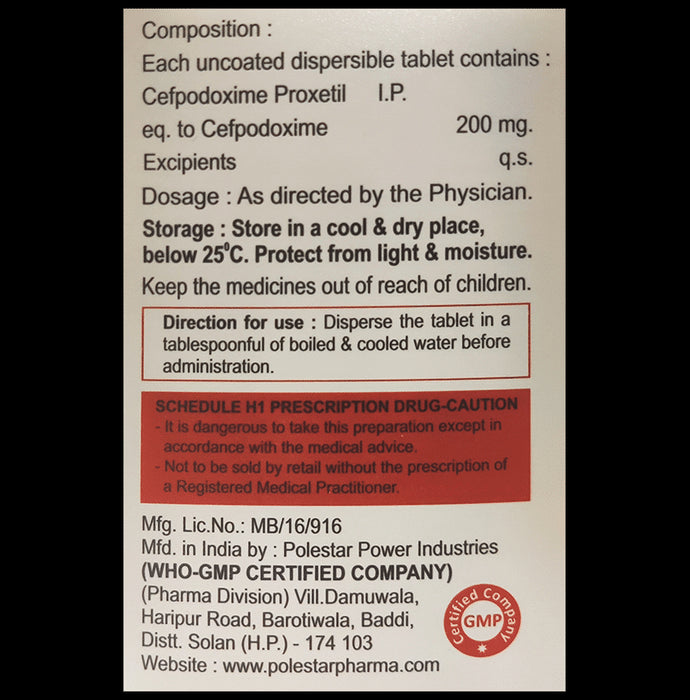 Composition :
Each uncoated dispersible tablet contains :
Cefpodoxime Proxetil I.P.
eq. to Cefpodoxime 200 mg.
Excipients q.s.
Dosage : As directed by the Physician.
Storage : Store in a cool & dry place,
below 25⁰C. Protect from light & moisture.
Keep the medicines out of reach of children.
Direction for use : Disperse the tablet in a
tablespoonful of boiled & cooled water before
administration.
SCHEDULE H1 PRESCRIPTION DRUG-CAUTION
- It is dangerous to take this preparation except in
accordance with the medical advice.
- Not to be sold by retail without the prescription of
a Registered Medical Practitioner.
Mfg. Lic.No.: MB/16/916
Mfd. in India by : Polestar Power Industries
(WHO-GMP CERTIFIED COMPANY)
(Pharma Division) Vill.Damuwala,
Haripur Road, Barotiwala, Baddi,
Distt. Solan (H.P.) - 174 103
Website : www.polestarpharma.com
Certified Company
GMP